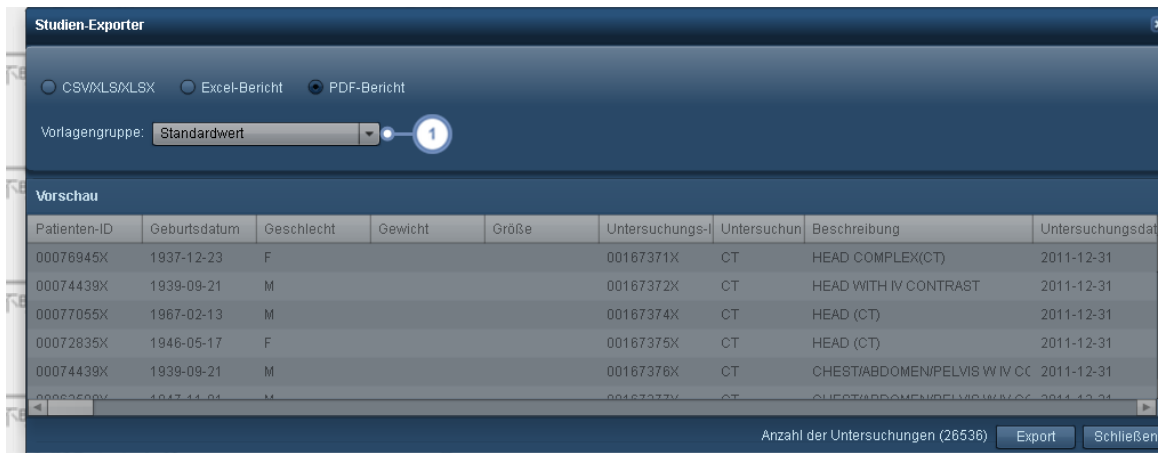 Studien-Exporter
CSV/XLS/XLSX Excel-Bericht PDF-Bericht
Vorlagengruppe: Standardwert 1
Vorschau
Patienten-ID Geburtsdatum Geschlecht Gewicht Größe Untersuchungs-I Untersuchun Beschreibung Untersuchungsdat
00076945X 1937-12-23 F 00167371X CT HEAD COMPLEX(CT) 2011-12-31
00074439X 1939-09-21 M 00167372X CT HEAD WITH IV CONTRAST 2011-12-31
00077055X 1967-02-13 M 00167374X CT HEAD (CT) 2011-12-31
00072835X 1946-05-17 F 00167375X CT HEAD (CT) 2011-12-31
00074439X 1939-09-21 M 00167376X CT CHEST/ABDOMEN/PELVIS W IV CC 2011-12-31
Anzahl der Untersuchungen (26536) Export Schließen